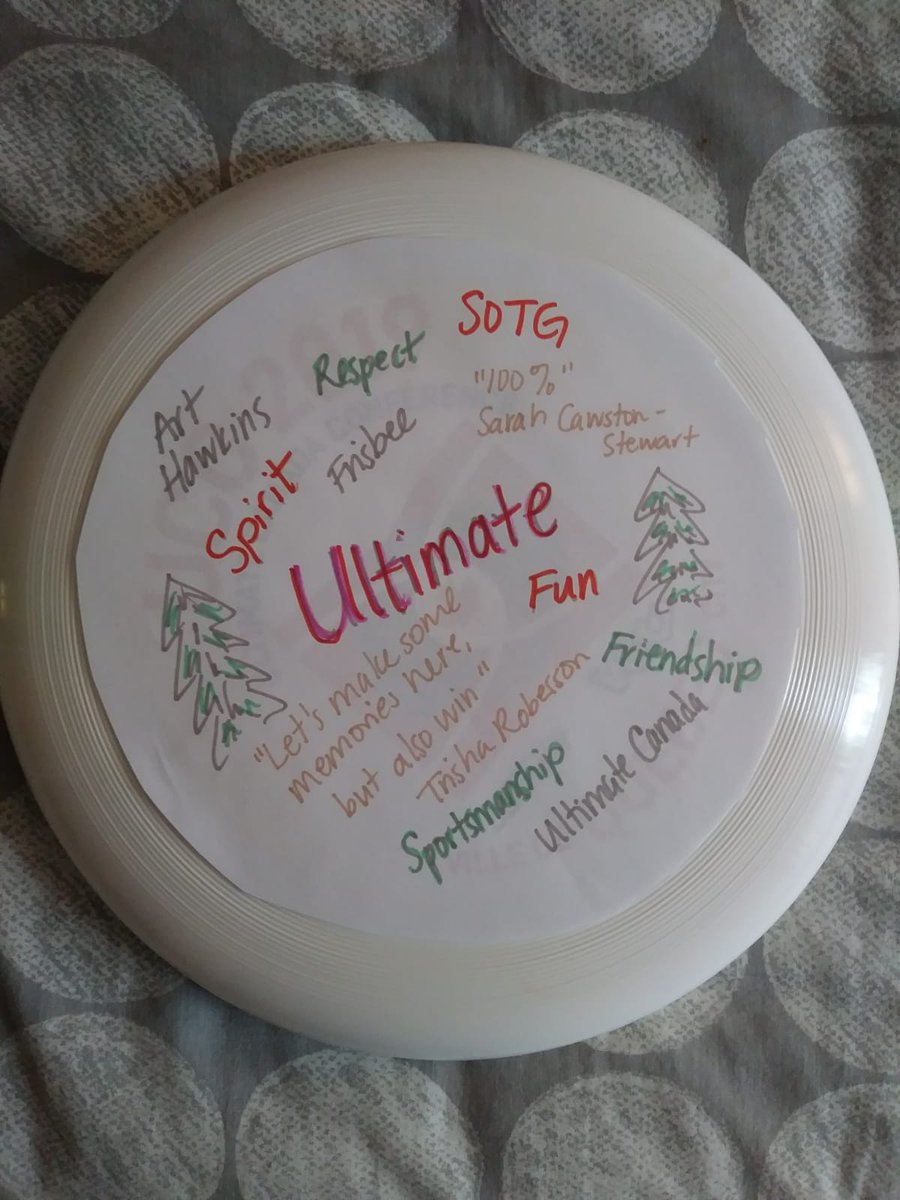 SOTG
Respect
"100%"
Sarah Cawston-
Stewart
Art
Hawkins
Frisbee
Spirit
Ultimate
Fun
"Let's make some
memories here,
but also win"
Trisha Roberson
Friendship
Sportsmanship
Ultimate Canada